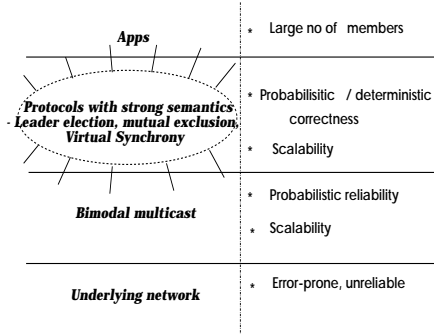 Apps
* Large no of members
Protocols with strong semantics
- Leader election, mutual exclusion,
Virtual Synchrony
* Probabilisitic / deterministic
correctness
* Scalability
Bimodal multicast
* Probabilistic reliability
* Scalability
Underlying network
* Error-prone, unreliable